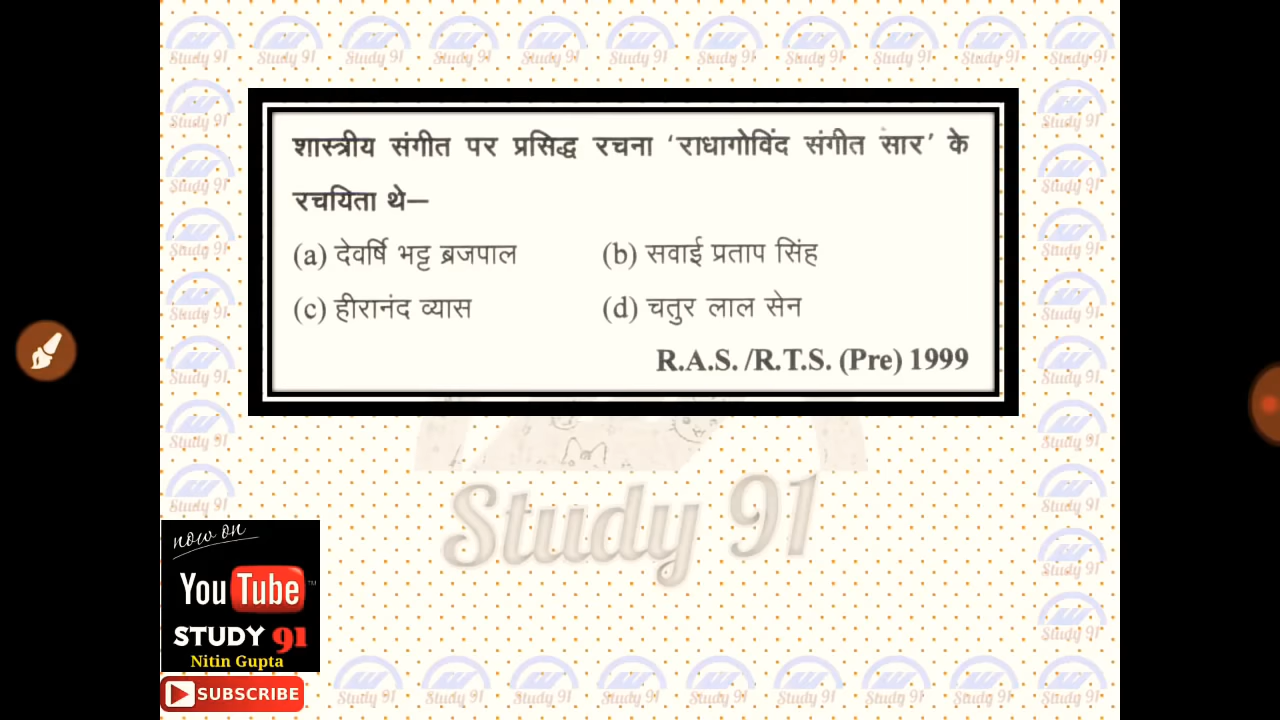 शास्त्रीय संगीत पर प्रसिद्ध रचना ‘राधागोविंद संगीत सार’ के
रचयिता थे—
(a) देवर्षि भट्ट ब्रजपाल (b) सवाई प्रताप सिंह
(c) हीरानंद व्यास (d) चतुर लाल सेन
R.A.S. /R.T.S. (Pre) 1999
Study 91
now on
YouTube
STUDY 91
Nitin Gupta
SUBSCRIBE